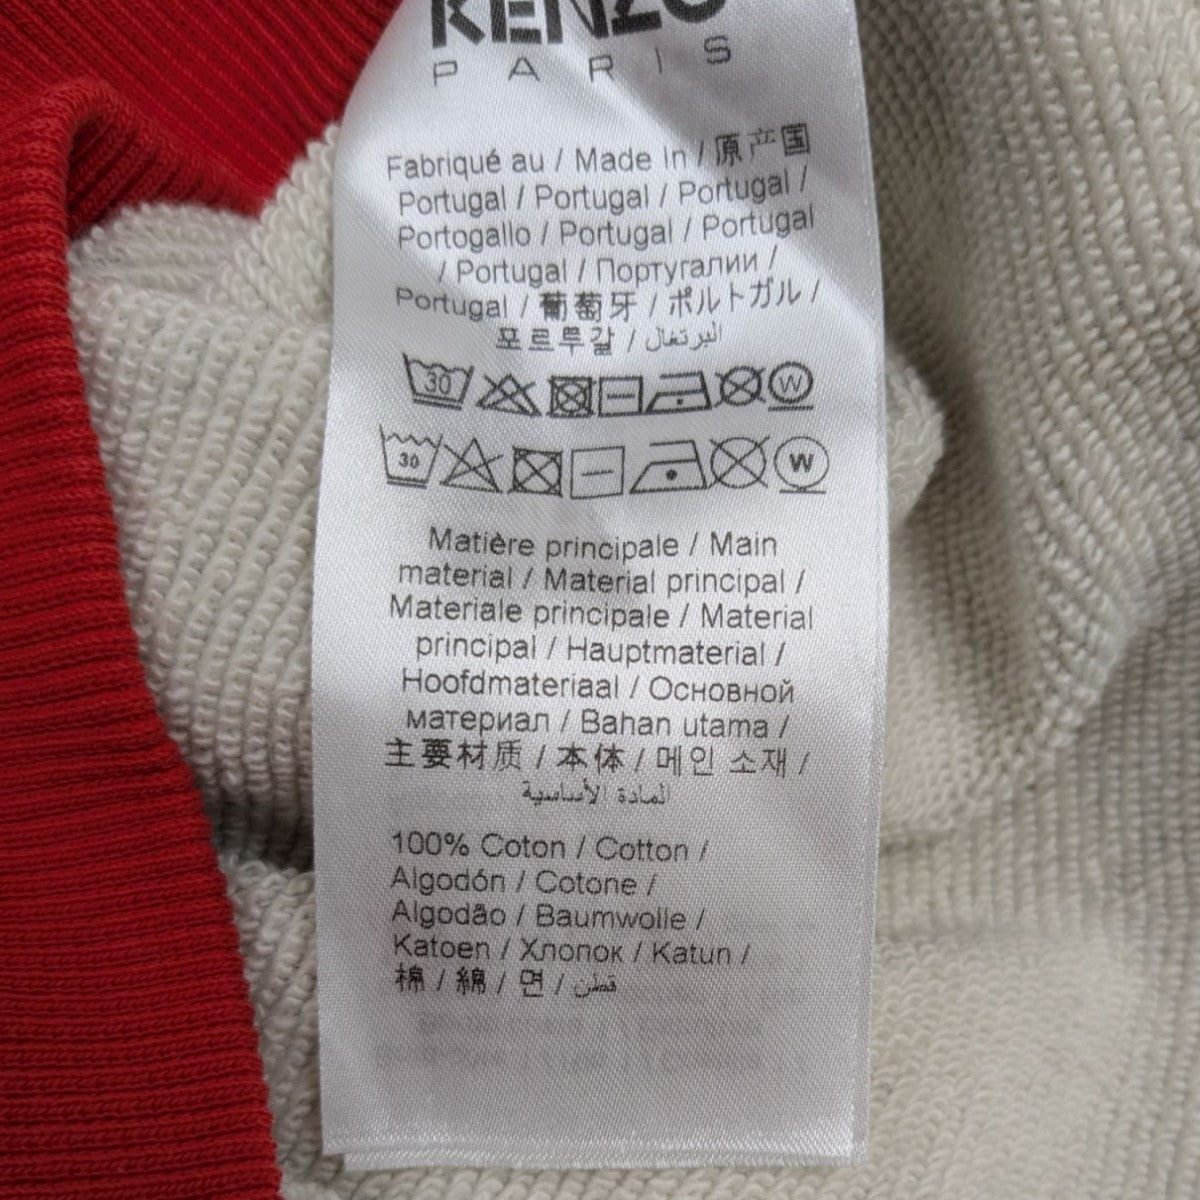 KENZO
PARIS
Fabriqué au / Made In / 原产国
Portugal / Portugal / Portugal /
Portogallo / Portugal / Portugal
/ Portugal / Португалии /
Portugal / 葡萄牙 / ポルトガル /
포르투갈 / البرتغال
30 W
30 W
Matière principale / Main
material / Material principal /
Materiale principale / Material
principal / Hauptmaterial /
Hoofdmateriaal / Основной
материал / Bahan utama /
主要材质 / 本体 / 메인 소재 /
المادة الأساسية
100% Coton / Cotton /
Algodón / Cotone /
Algodão / Baumwolle /
Katoen / Хлопок / Katun /
棉 / 綿 / 면 / قطن